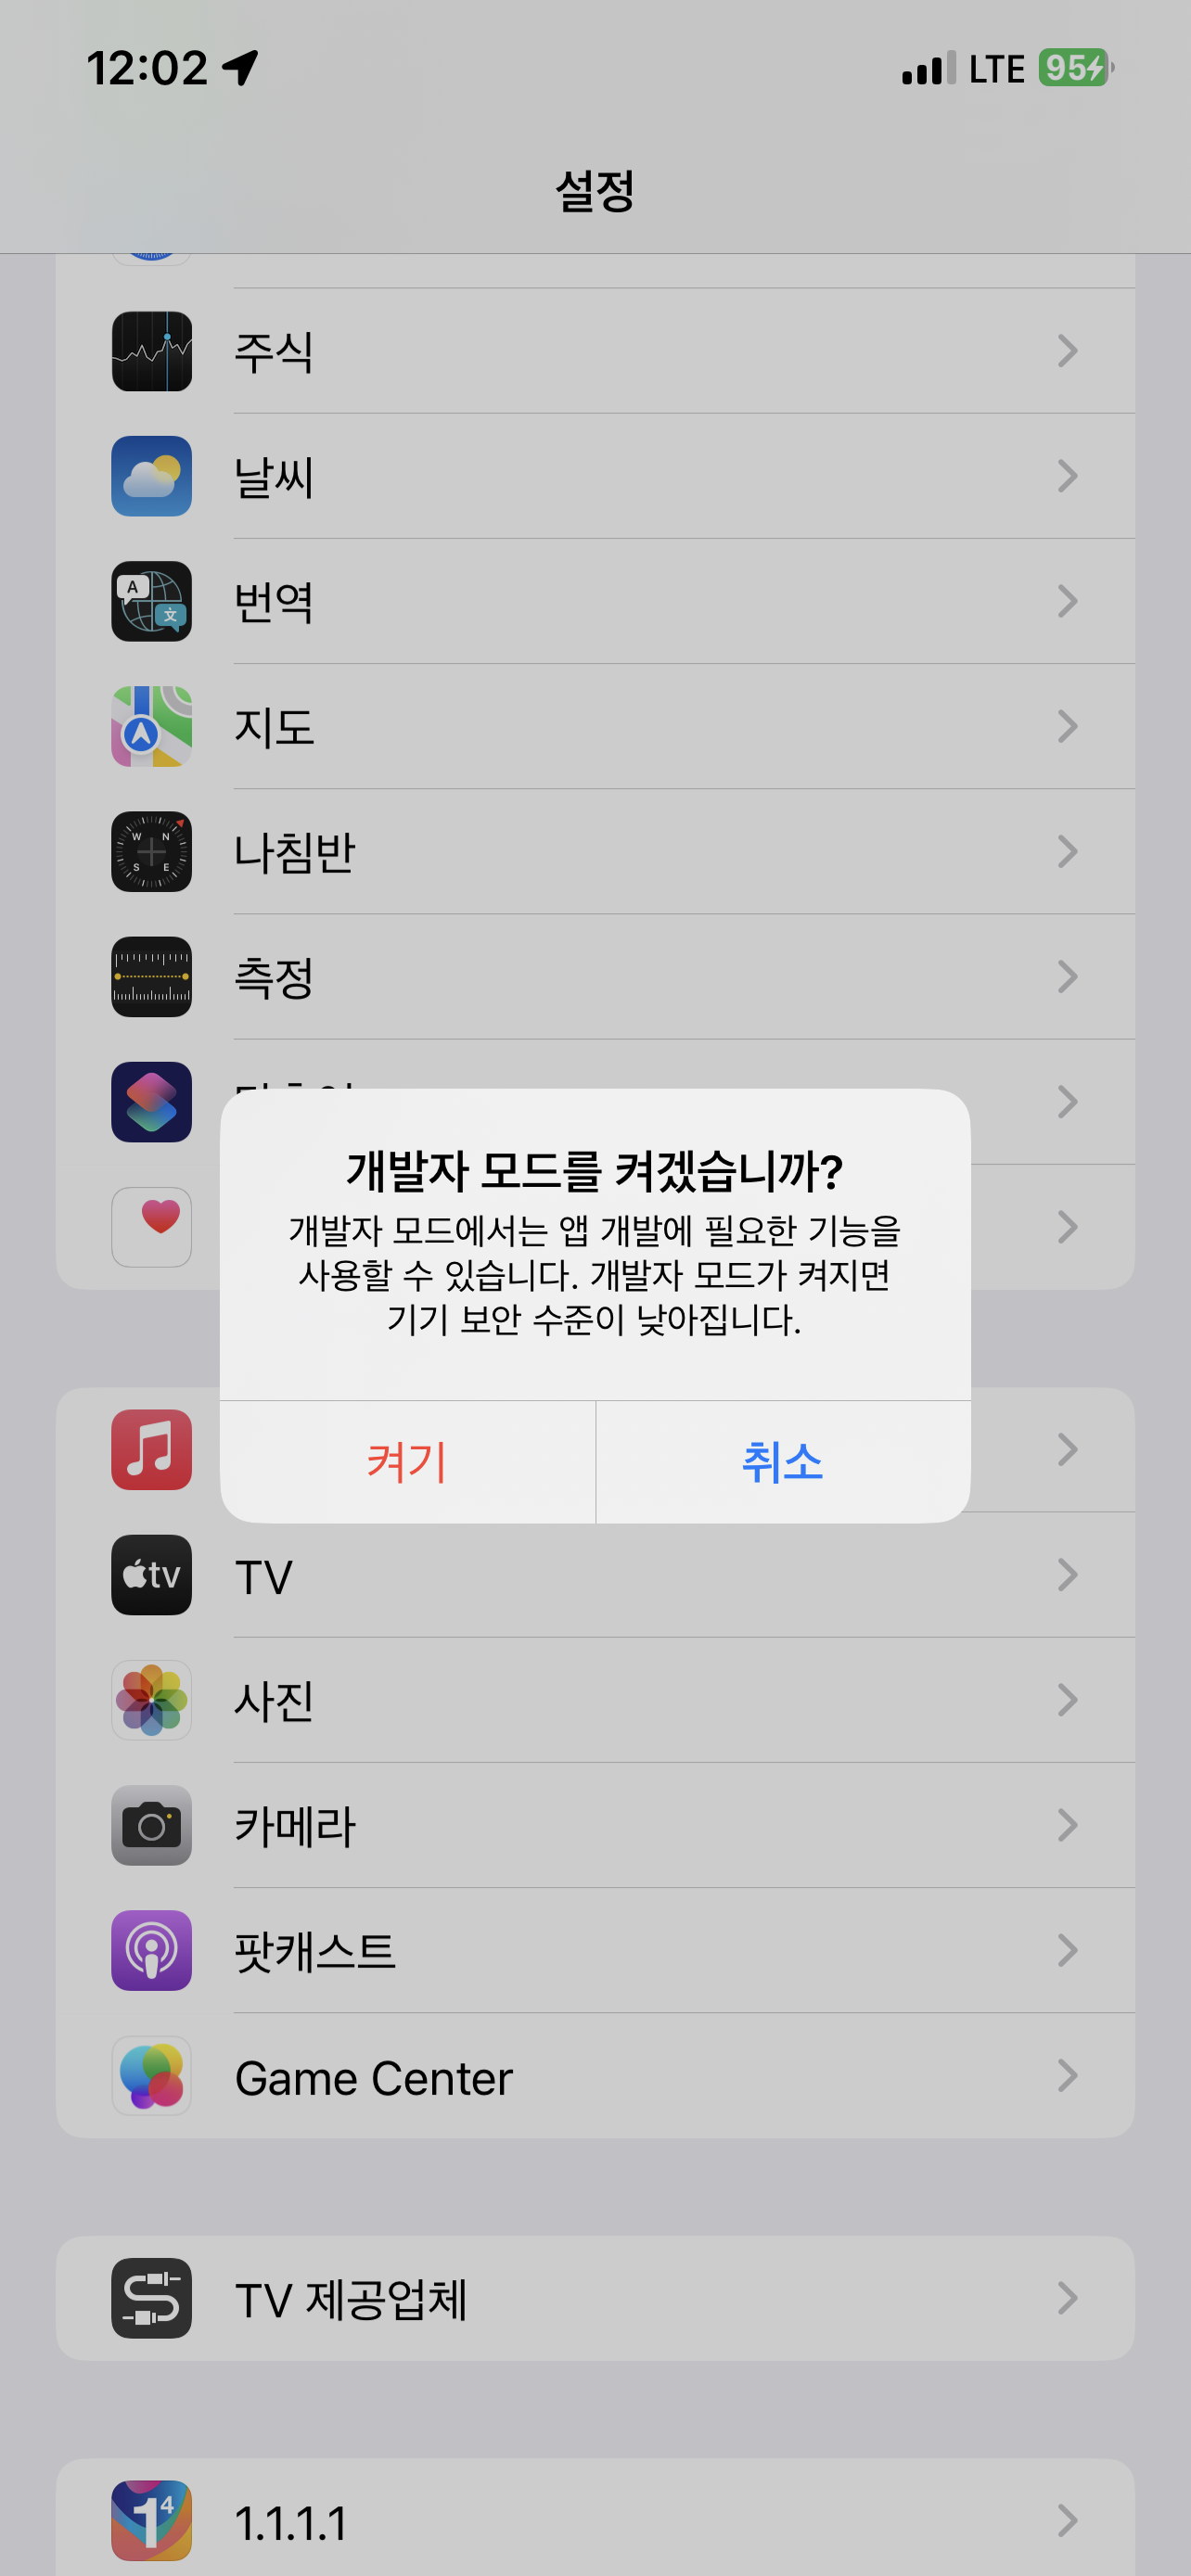 12:02
LTE 95
설정
주식
날씨
번역
지도
나침반
측정
개발자 모드를 켜겠습니까?
개발자 모드에서는 앱 개발에 필요한 기능을
사용할 수 있습니다. 개발자 모드가 켜지면
기기 보안 수준이 낮아집니다.
켜기
취소
tv
TV
사진
카메라
팟캐스트
Game Center
TV 제공업체
1.1.1.1